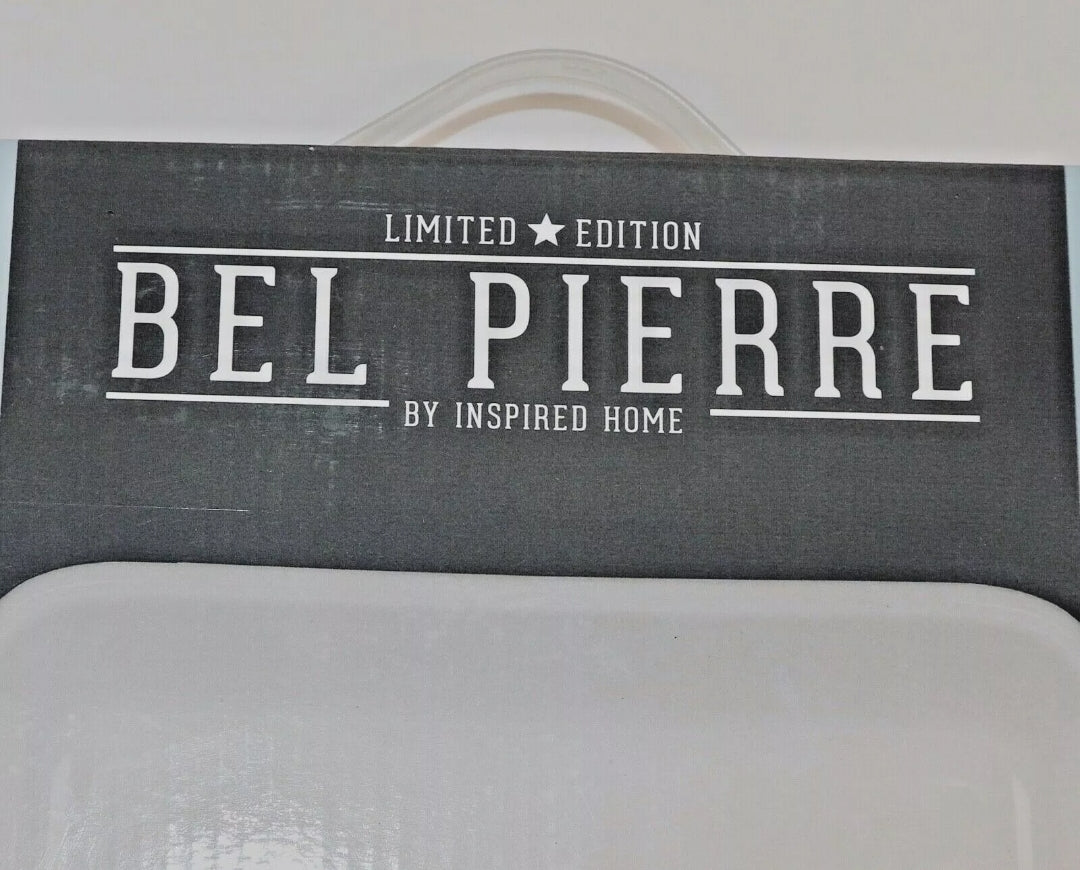 LIMITED ★ EDITION
BEL PIERRE
BY INSPIRED HOME